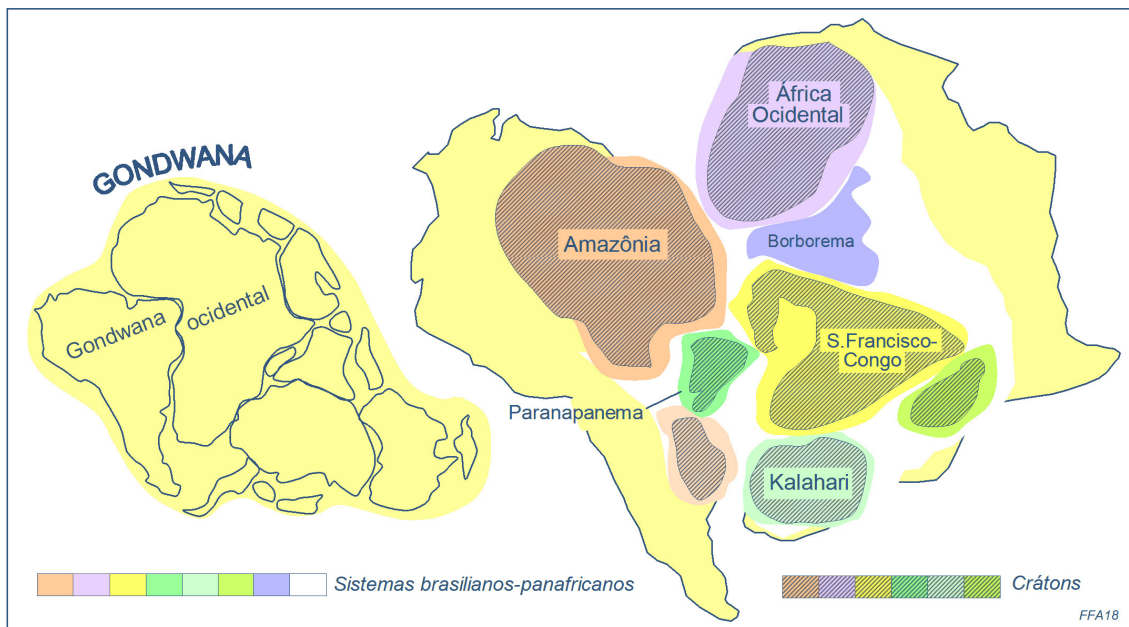 GONDWANA
Gondwana ocidental
África
Ocidental
Amazônia
Borborema
S.Francisco-
Congo
Paranapanema
Kalahari
Sistemas brasilianos-panafricanos
Crátons
FFA18